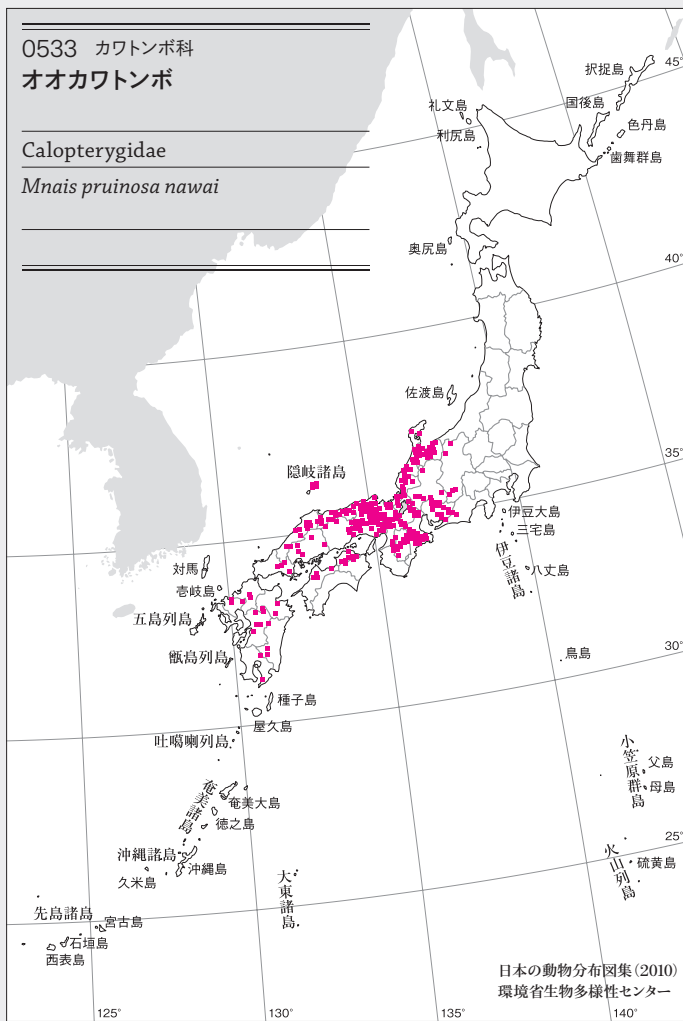 0533 カワトンボ科
オオカワトンボ
Calopterygidae
Mnais pruinosa nawai
択捉島
45°
国後島
礼文島
色丹島
利尻島
歯舞群島
奥尻島
40°
佐渡島
35°
隠岐諸島
伊豆大島
三宅島
対馬
八丈島
伊豆諸島
壱岐島
五島列島
鳥島
30°
甑島列島
種子島
屋久島
吐噶喇列島
小笠原群島
父島
母島
奄美諸島
奄美大島
徳之島
25°
沖縄諸島
沖縄島
火山列島
硫黄島
久米島
大東諸島
先島諸島
宮古島
石垣島
西表島
日本の動物分布図集(2010)
環境省生物多様性センター
125°
130°
135°
140°